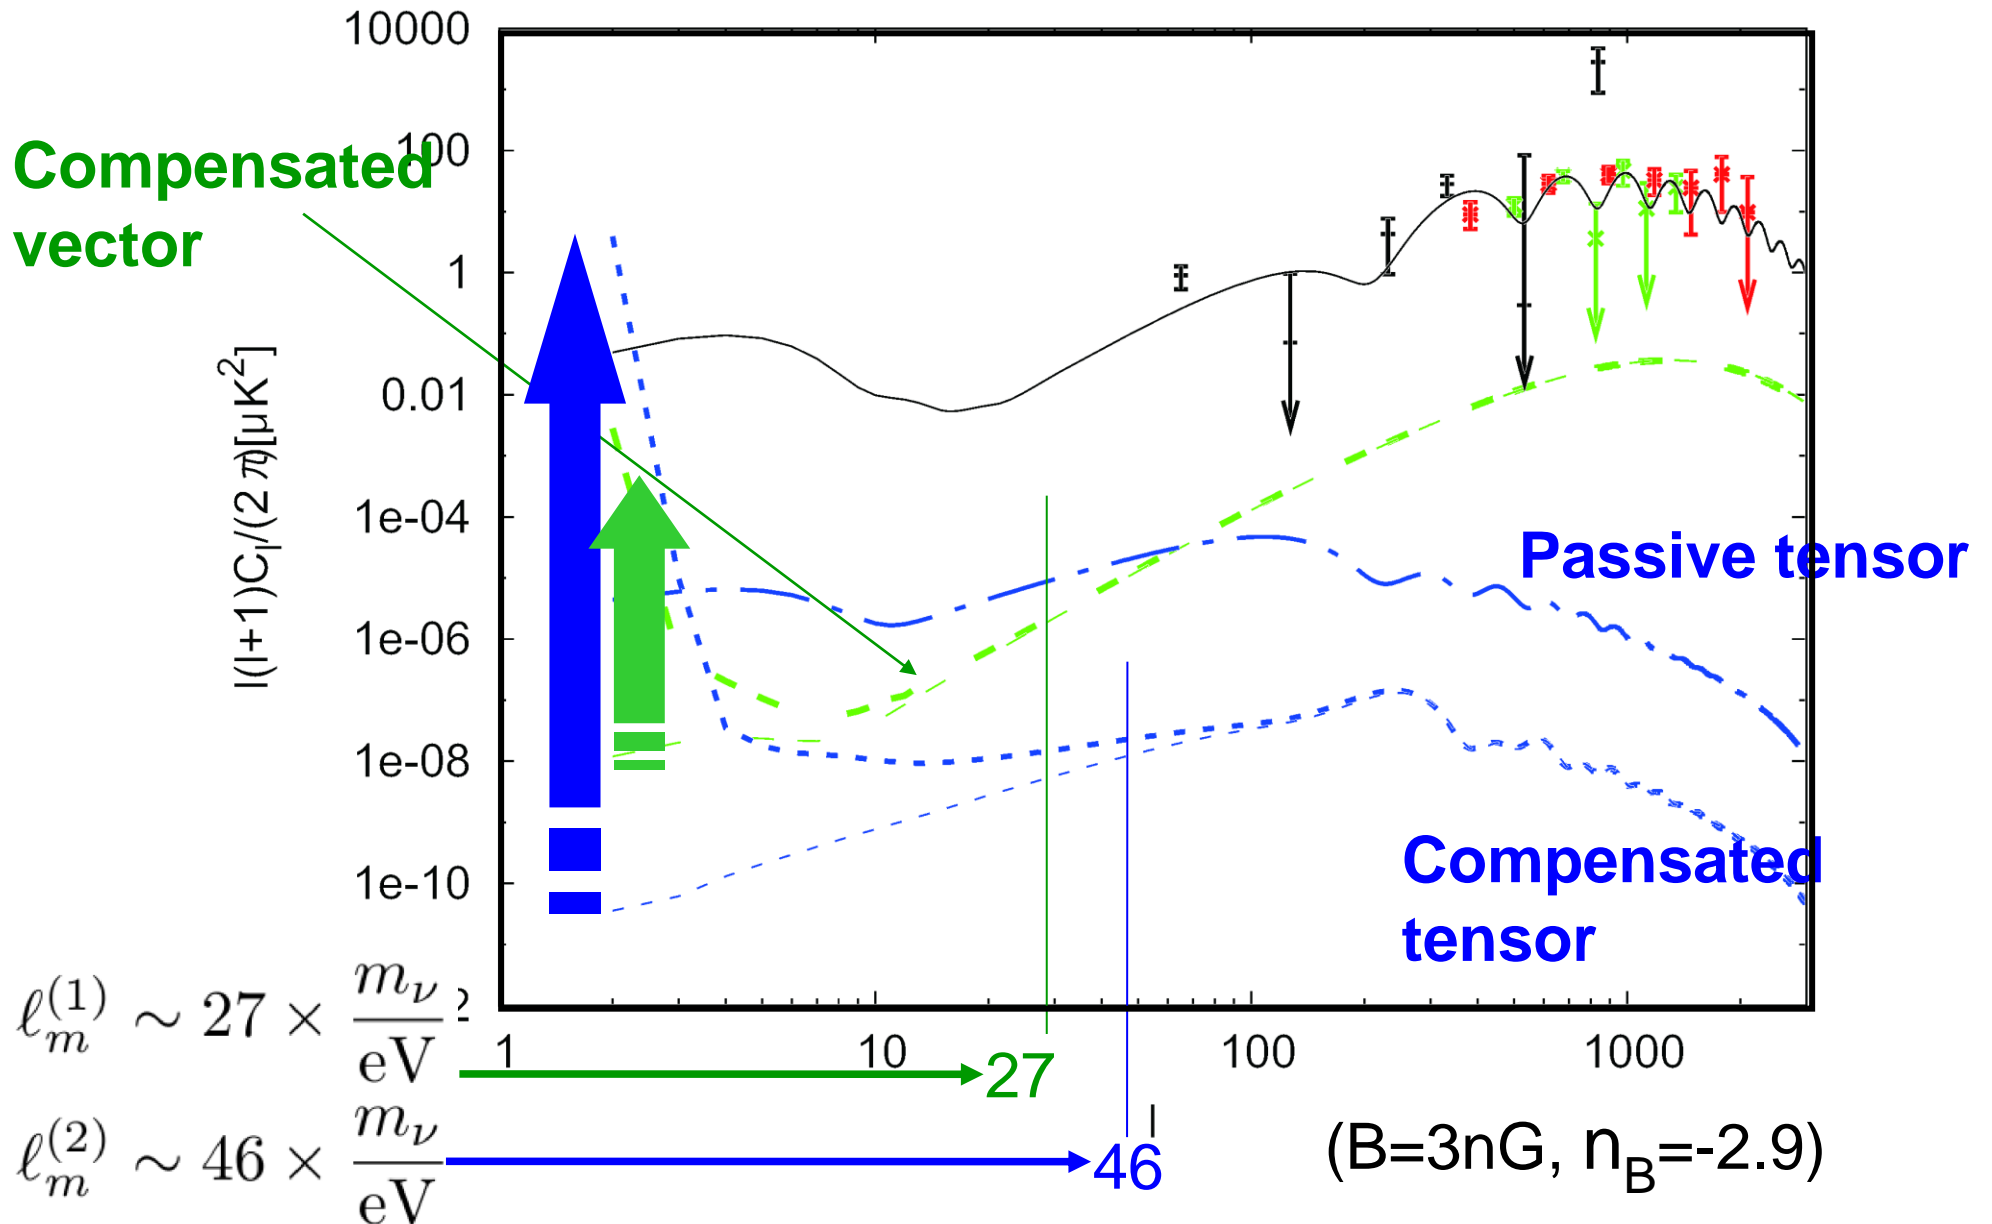 10000
100
1
0.01
1e-04
1e-06
1e-08
1e-10
2
l(l+1)C_l/(2π)[μK²]
Compensated
vector
Passive tensor
Compensated
tensor
1 10 100 1000
l
ℓ_m^{(1)} ∼ 27 × m_ν/eV
27
ℓ_m^{(2)} ∼ 46 × m_ν/eV
46
(B=3nG, n_B=-2.9)